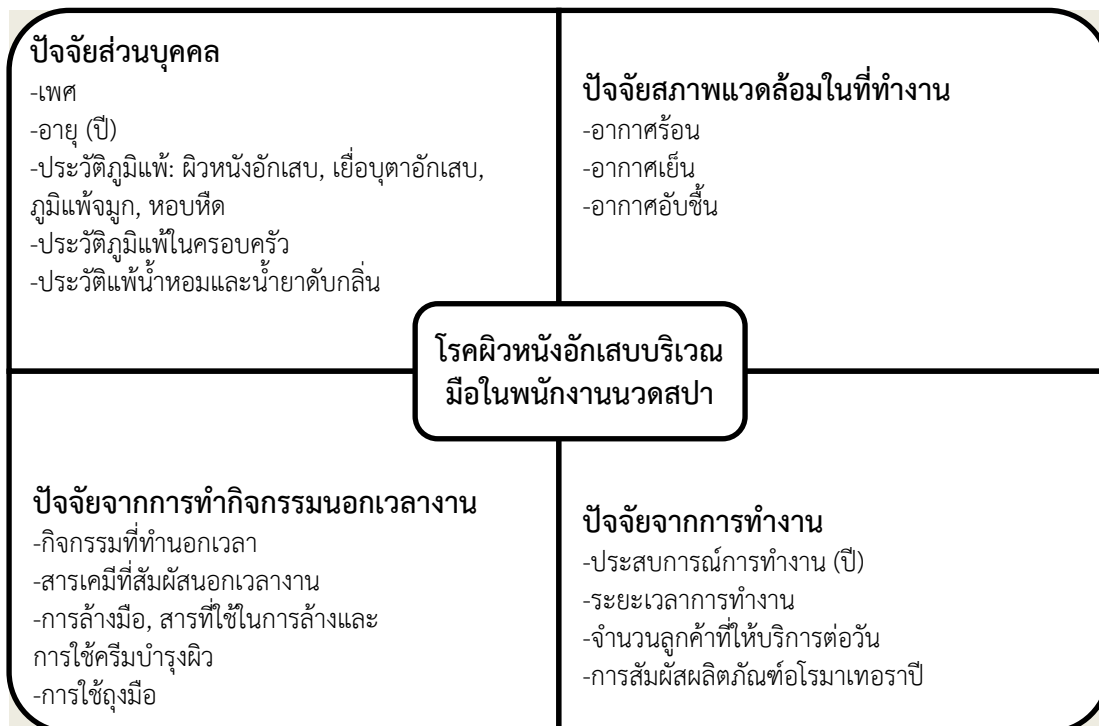 ปัจจัยส่วนบุคคล
-เพศ
-อายุ (ปี)
-ประวัติภูมิแพ้: ผิวหนังอักเสบ, เยื่อบุตาอักเสบ,
ภูมิแพ้จมูก, หอบหืด
-ประวัติภูมิแพ้ในครอบครัว
-ประวัติแพ้น้ำหอมและน้ำยาดับกลิ่น
ปัจจัยสภาพแวดล้อมในที่ทำงาน
-อากาศร้อน
-อากาศเย็น
-อากาศอับชื้น
โรคผิวหนังอักเสบบริเวณ
มือในพนักงานนวดสปา
ปัจจัยจากการทำกิจกรรมนอกเวลางาน
-กิจกรรมที่ทำนอกเวลา
-สารเคมีที่สัมผัสนอกเวลางาน
-การล้างมือ, สารที่ใช้ในการล้างและ
การใช้ครีมบำรุงผิว
-การใช้ถุงมือ
ปัจจัยจากการทำงาน
-ประสบการณ์การทำงาน (ปี)
-ระยะเวลาการทำงาน
-จำนวนลูกค้าที่ให้บริการต่อวัน
-การสัมผัสผลิตภัณฑ์อโรมาเทอราปี